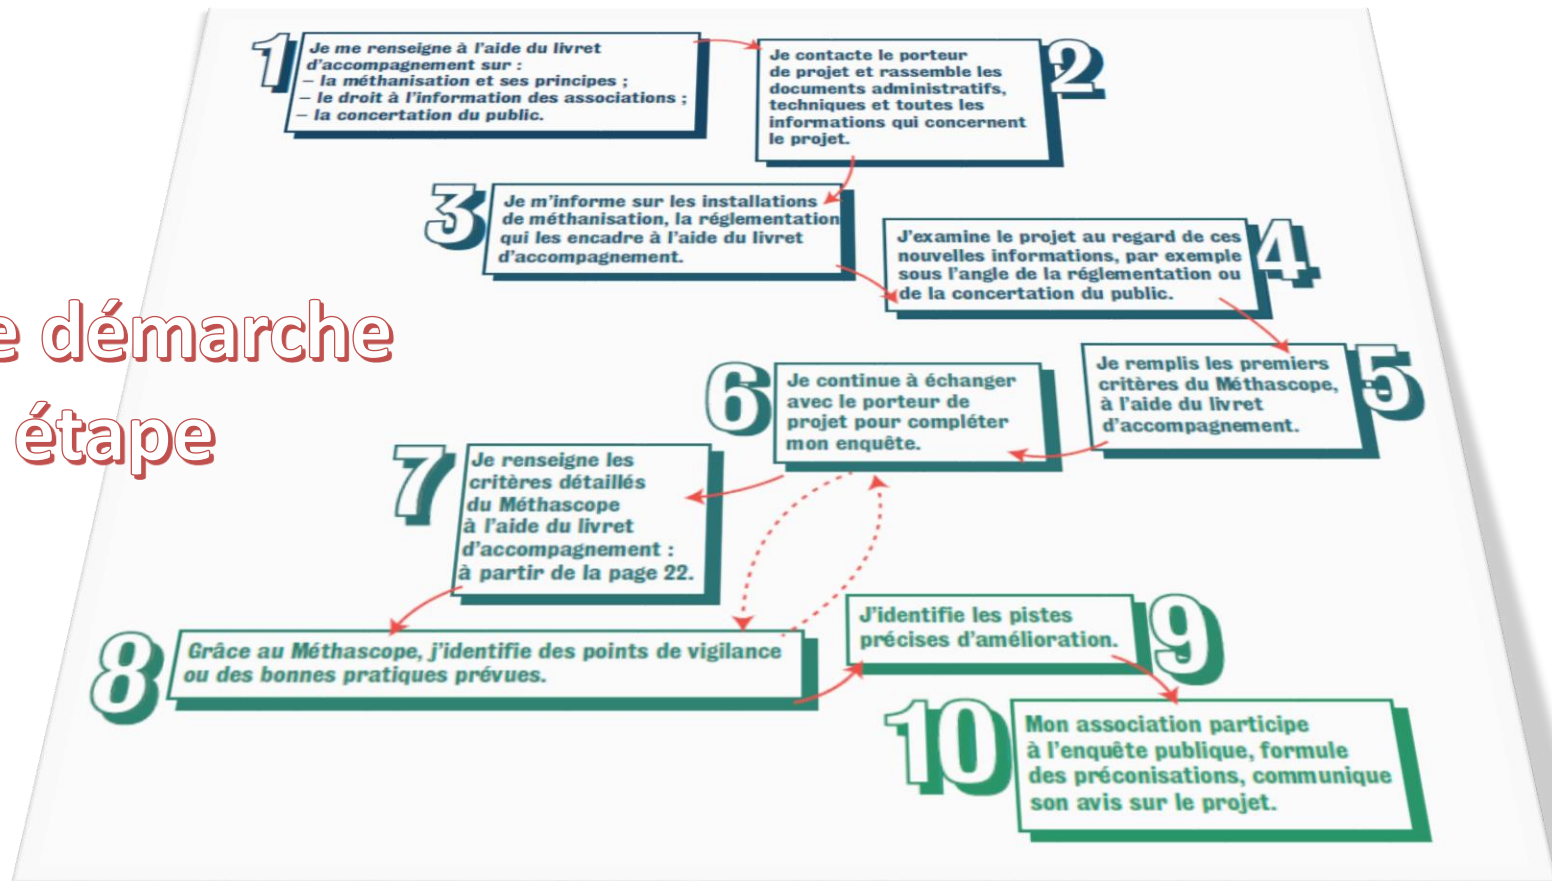 1
Je me renseigne à l'aide du livret
d'accompagnement sur :
– la méthanisation et ses principes ;
– le droit à l'information des associations ;
– la concertation du public.
2
Je contacte le porteur
de projet et rassemble les
documents administratifs,
techniques et toutes les
informations qui concernent
le projet.
3
Je m'informe sur les installations
de méthanisation, la réglementation
qui les encadre à l'aide du livret
d'accompagnement.
4
J'examine le projet au regard de ces
nouvelles informations, par exemple
sous l'angle de la réglementation ou
de la concertation du public.
e démarche
étape
5
Je remplis les premiers
critères du Méthascope,
à l'aide du livret
d'accompagnement.
6
Je continue à échanger
avec le porteur de
projet pour compléter
mon enquête.
7
Je renseigne les
critères détaillés
du Méthascope
à l'aide du livret
d'accompagnement :
à partir de la page 22.
8
Grâce au Méthascope, j'identifie des points de vigilance
ou des bonnes pratiques prévues.
9
J'identifie les pistes
précises d'amélioration.
10
Mon association participe
à l'enquête publique, formule
des préconisations, communique
son avis sur le projet.